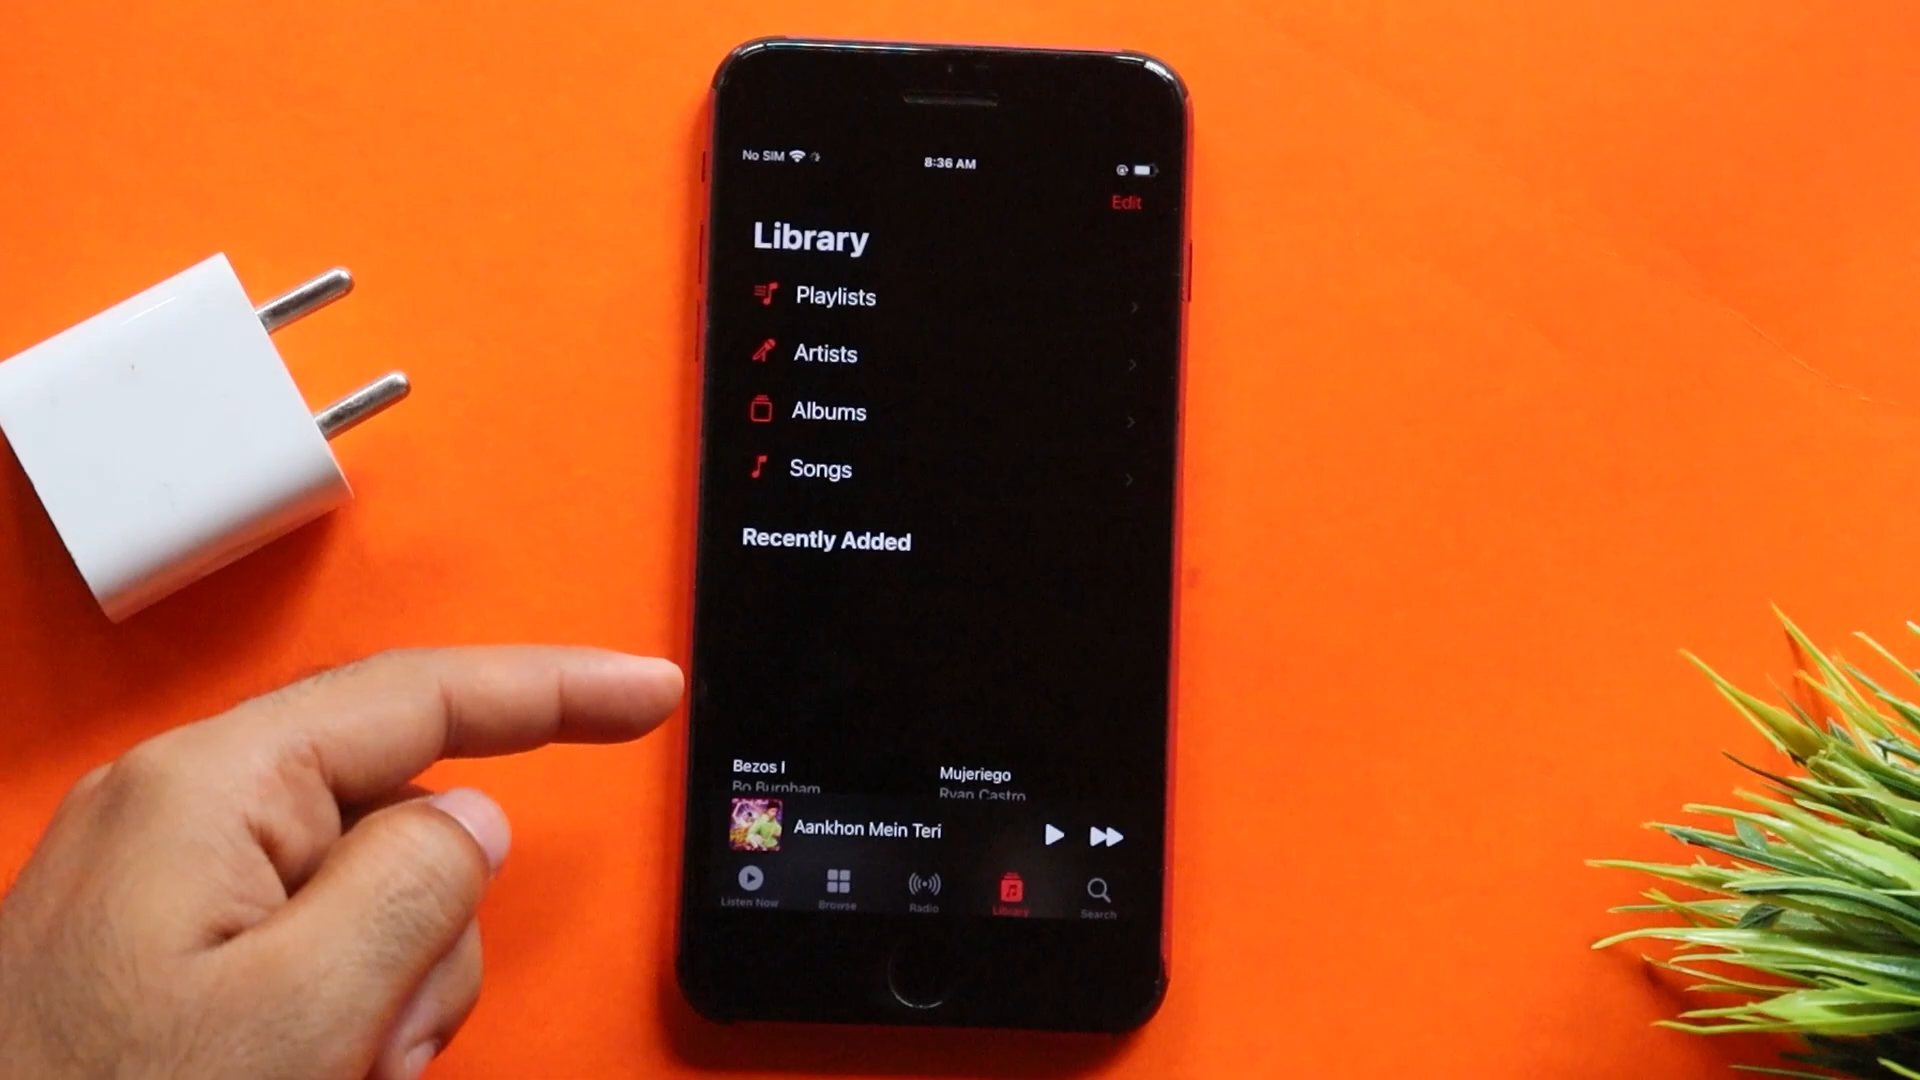 No SIM
8:36 AM
Edit
Library
Playlists
Artists
Albums
Songs
Recently Added
Bezos I
Mujeriego
Bo Burnham
Ryan Castro
Aankhon Mein Teri
Listen Now
Browse
Radio
Library
Search